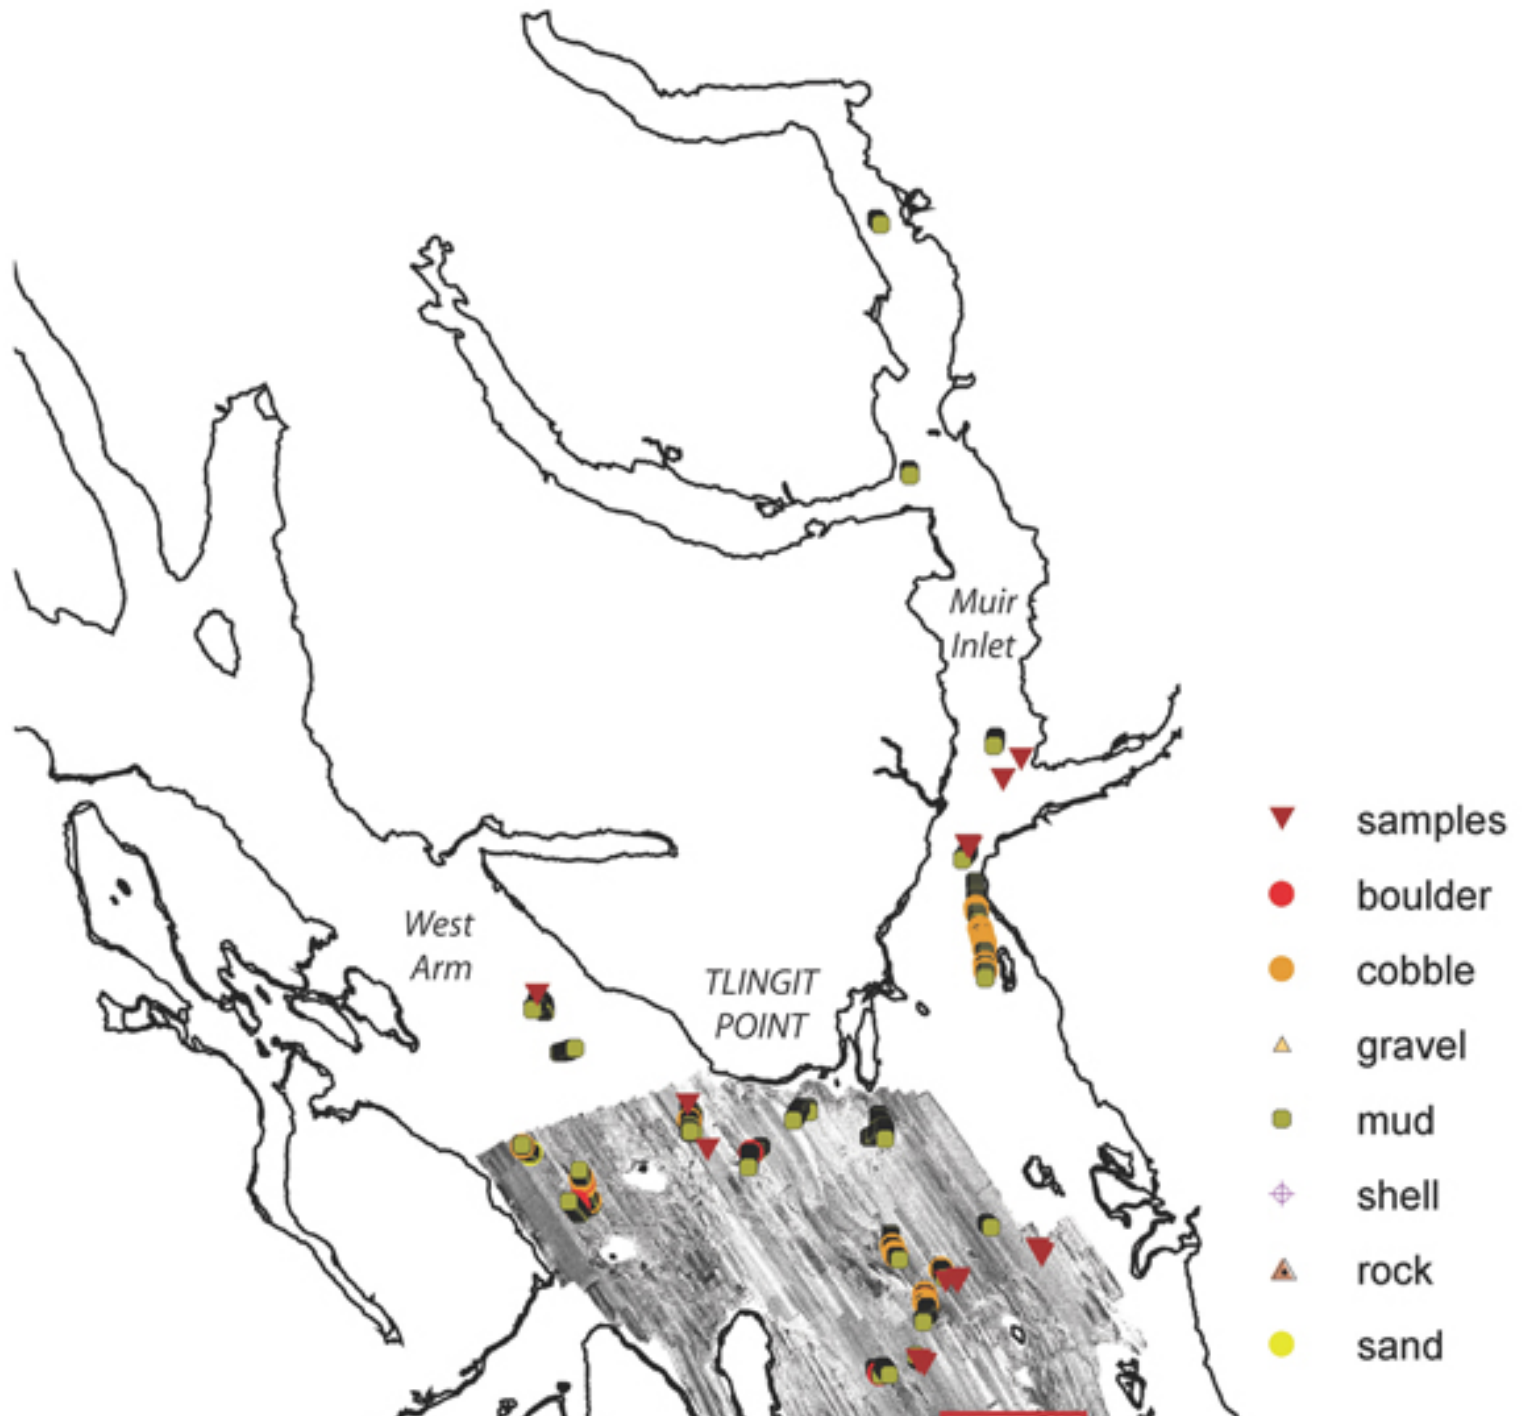 Muir
Inlet
West
Arm
TLINGIT
POINT
samples
boulder
cobble
gravel
mud
shell
rock
sand